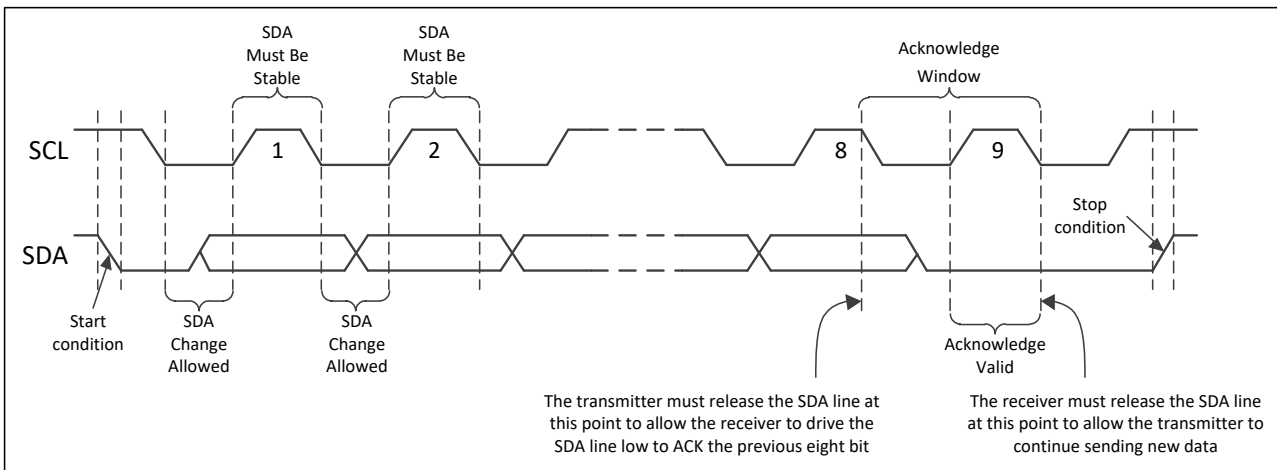 SDA
Must Be
Stable
SDA
Must Be
Stable
Acknowledge
Window
SCL
1
2
8
9
Stop
condition
SDA
Start
condition
SDA
Change
Allowed
SDA
Change
Allowed
Acknowledge
Valid
The transmitter must release the SDA line at
this point to allow the receiver to drive the
SDA line low to ACK the previous eight bit
The receiver must release the SDA line
at this point to allow the transmitter to
continue sending new data